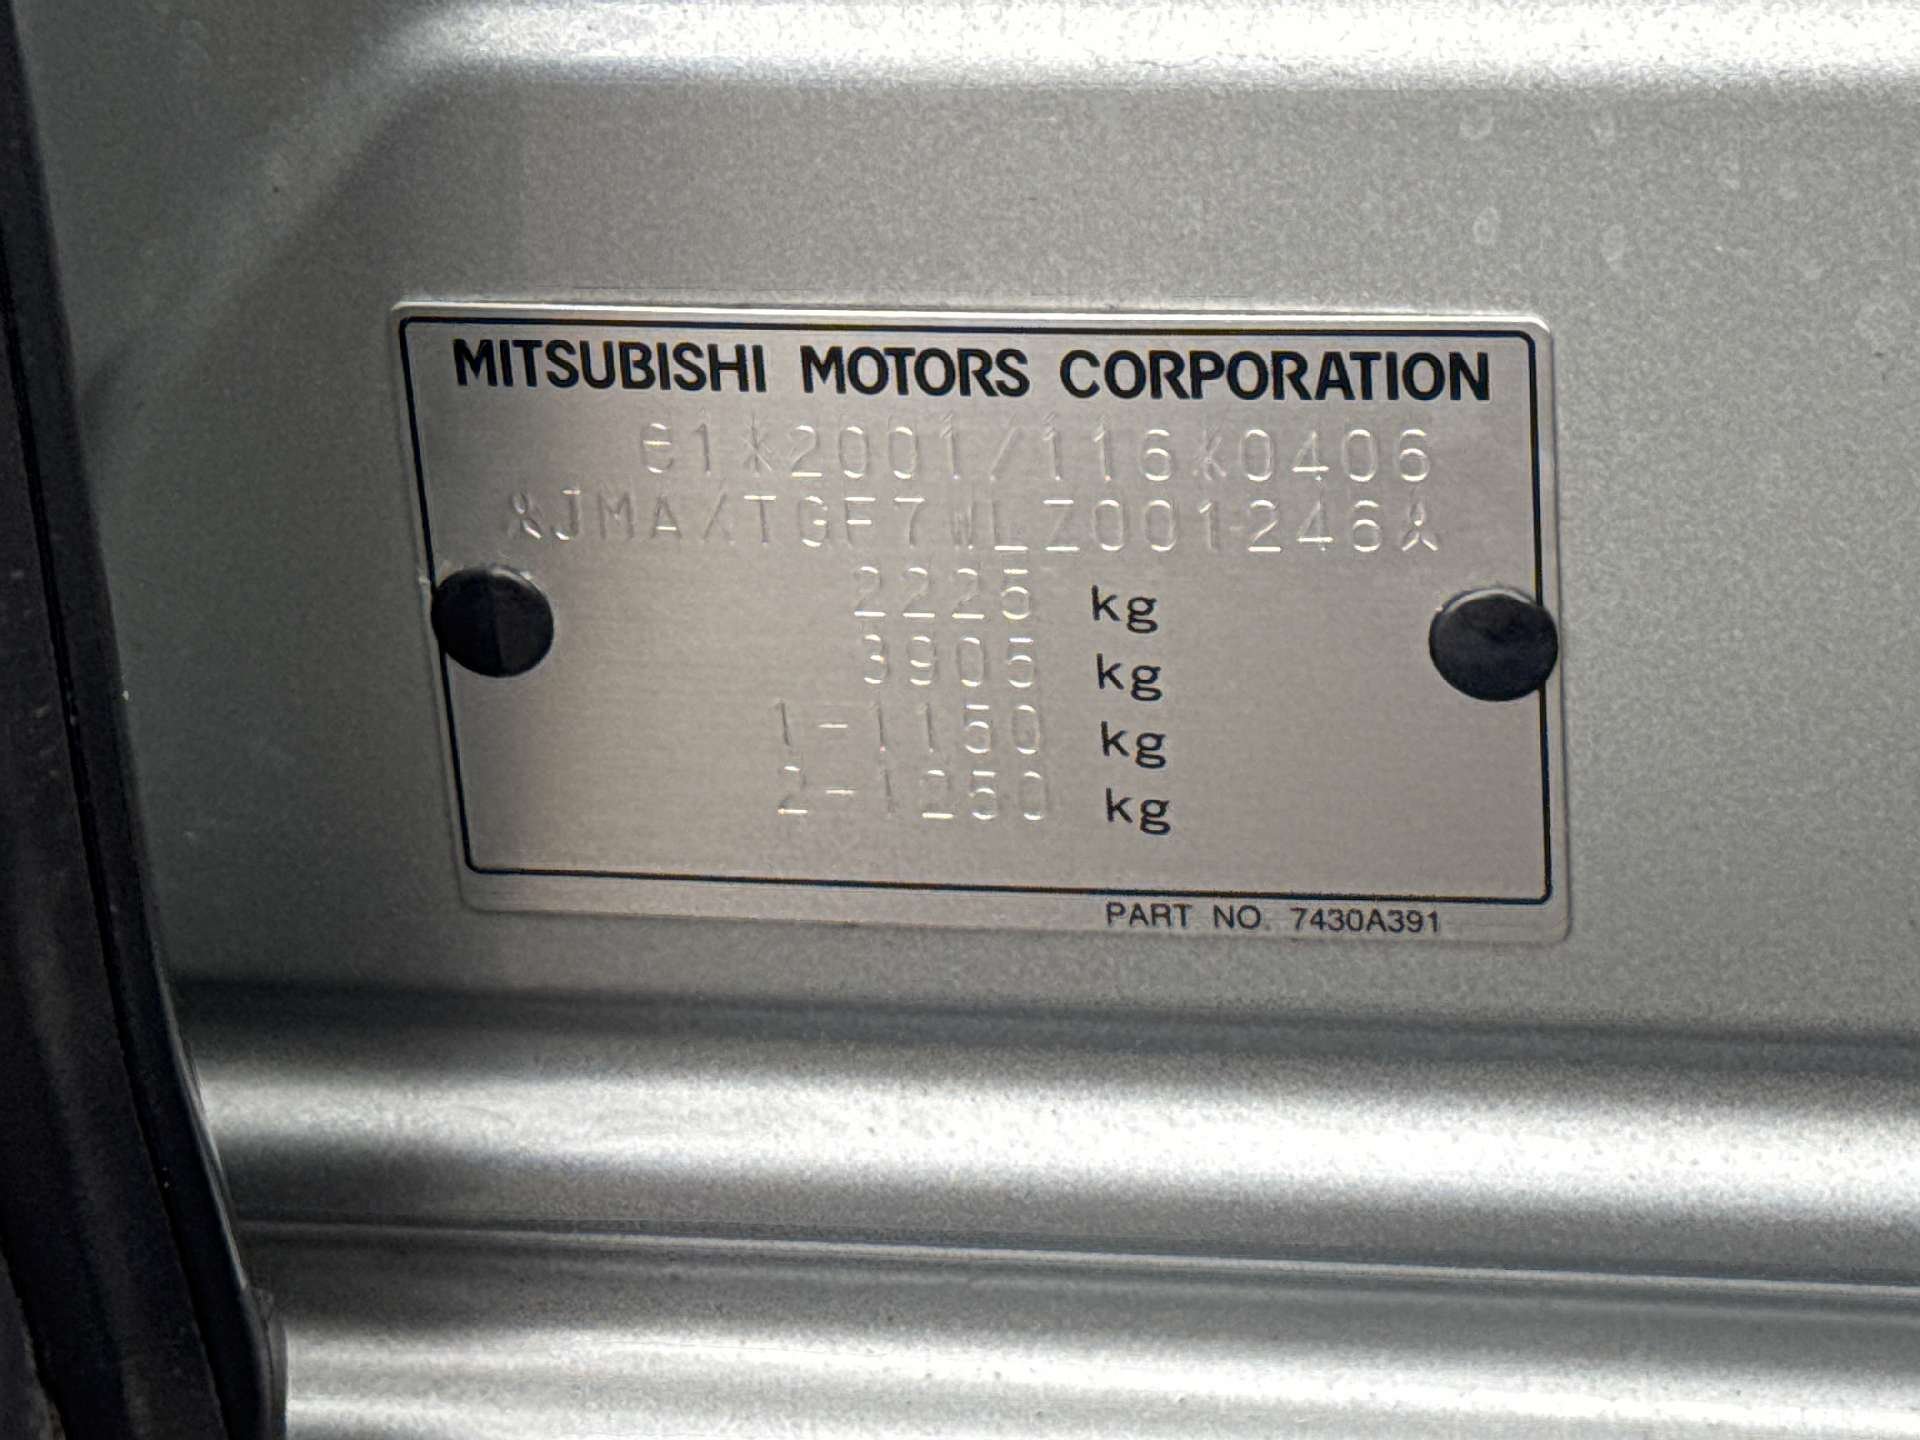 MITSUBISHI MOTORS CORPORATION
e1*2001/116*0406
JMAXTGF7WLZ001246
2225 kg
3905 kg
1-1150 kg
2-1250 kg
PART NO. 7430A391